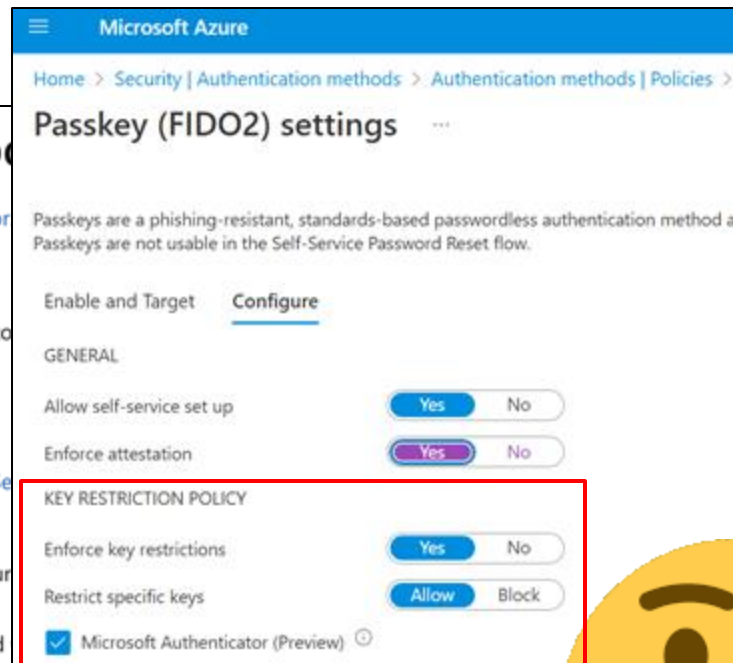 Microsoft Azure
Home > Security | Authentication methods > Authentication methods | Policies >
Passkey (FIDO2) settings ...
Passkeys are a phishing-resistant, standards-based passwordless authentication method
Passkeys are not usable in the Self-Service Password Reset flow.
Enable and Target Configure
GENERAL
Allow self-service set up Yes No
Enforce attestation Yes No
KEY RESTRICTION POLICY
Enforce key restrictions Yes No
Restrict specific keys Allow Block
Microsoft Authenticator (Preview)